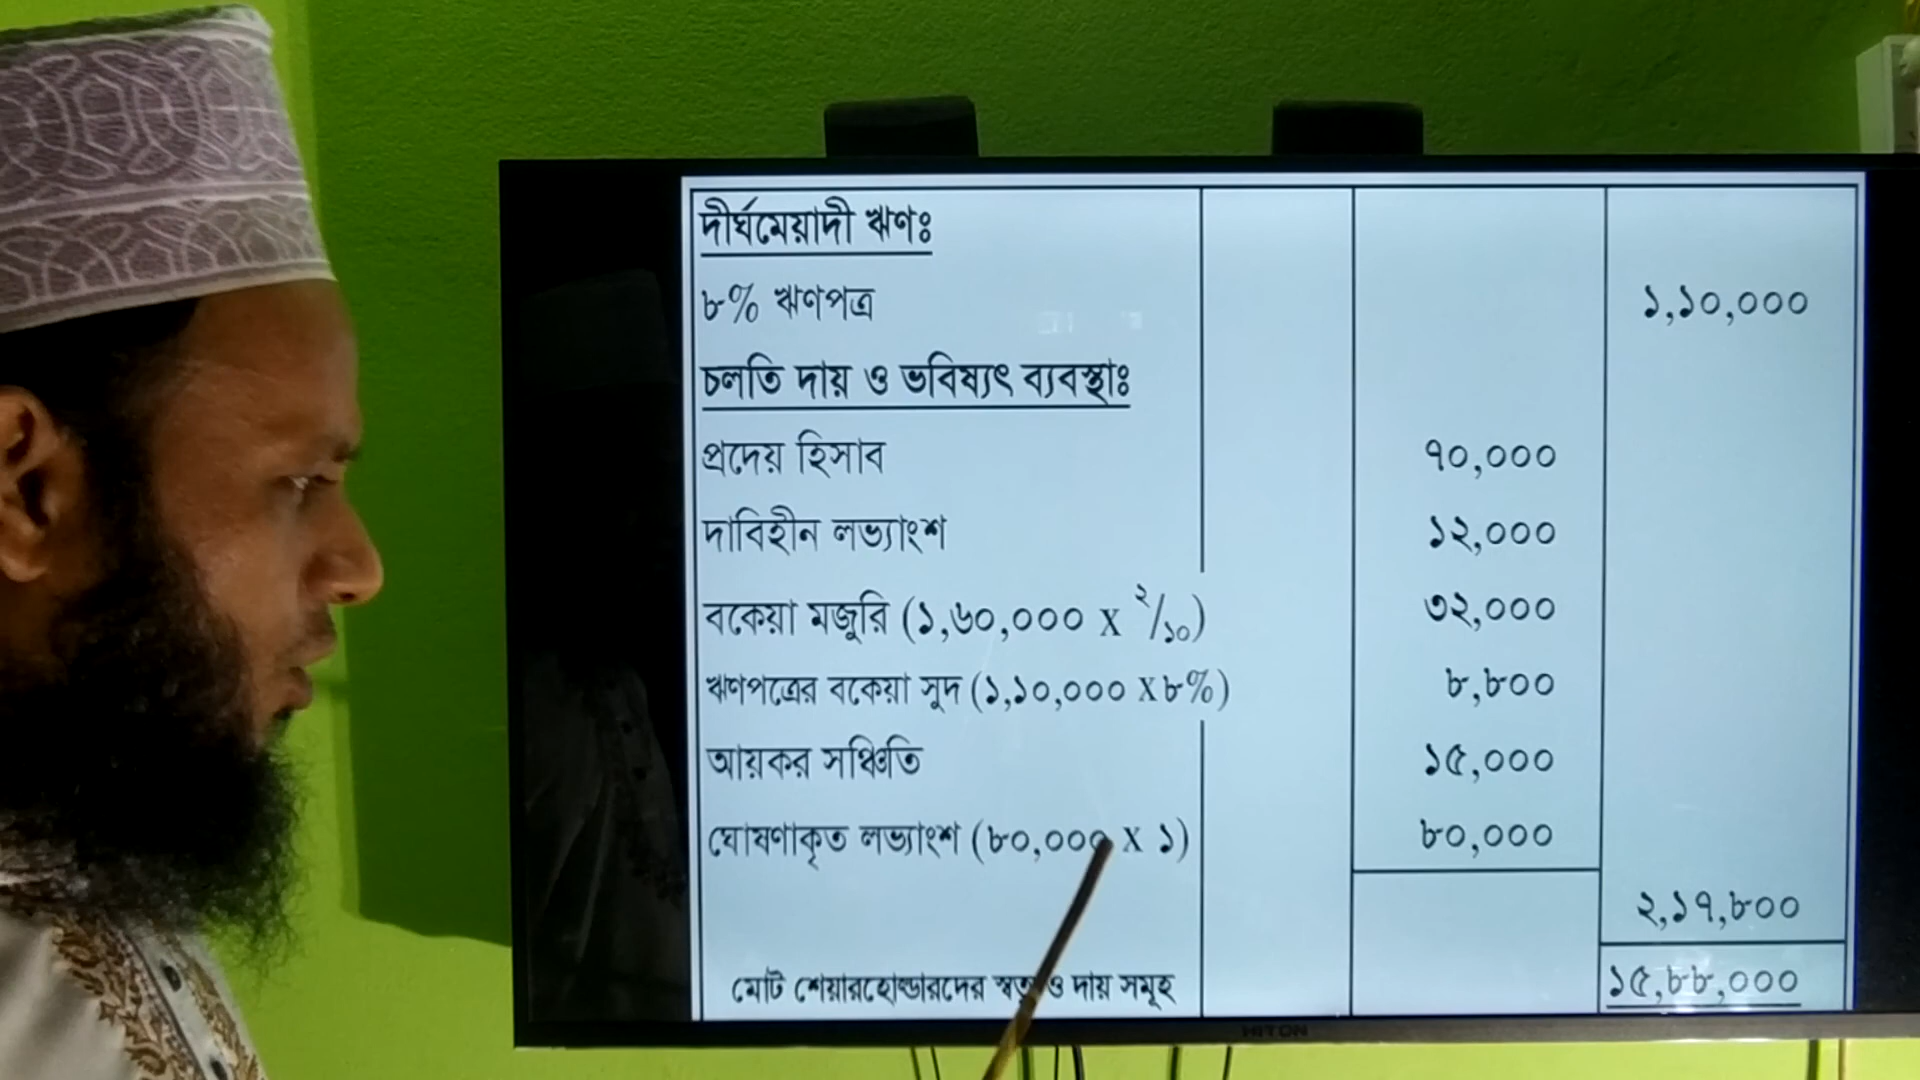 দীর্ঘমেয়াদী ঋণঃ
৮% ঋণপত্র ১,১০,০০০
চলতি দায় ও ভবিষ্যৎ ব্যবস্থাঃ
প্রদেয় হিসাব ৭০,০০০
দাবিহীন লভ্যাংশ ১২,০০০
বকেয়া মজুরি (১,৬০,০০০ X ২/১০) ৩২,০০০
ঋণপত্রের বকেয়া সুদ (১,১০,০০০ X৮%) ৮,৮০০
আয়কর সঞ্চিতি ১৫,০০০
ঘোষণাকৃত লভ্যাংশ (৮০,০০০ X ১) ৮০,০০০
২,১৭,৮০০
মোট শেয়ারহোল্ডারদের স্বত্ব ও দায় সমূহ ১৫,৮৮,০০০
HITON